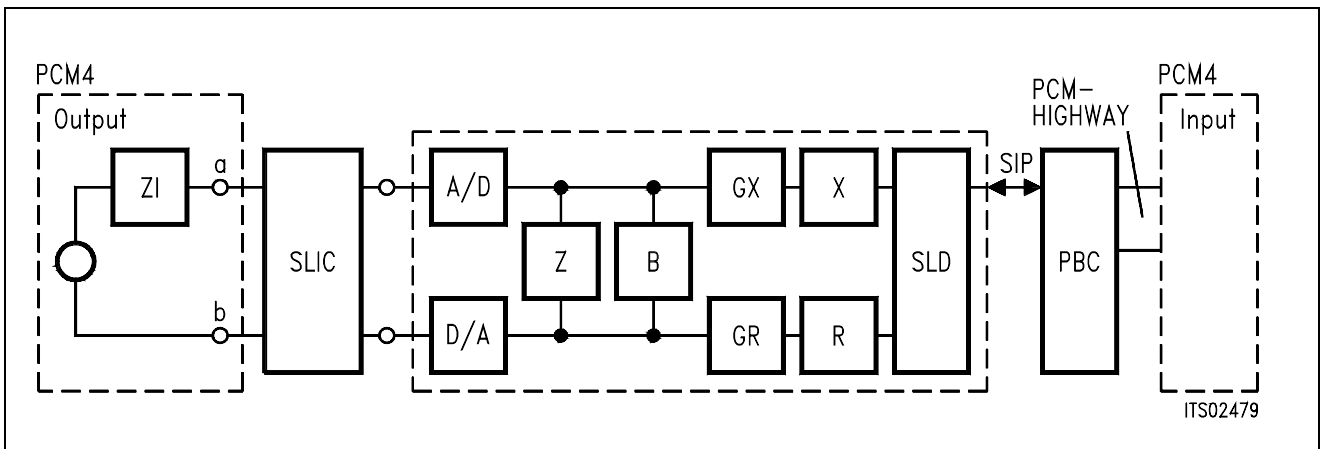 PCM4
Output
ZI
a
b
SLIC
A/D
D/A
Z
B
GX
X
GR
R
SLD
SIP
PBC
PCM-
HIGHWAY
PCM4
Input
ITS02479